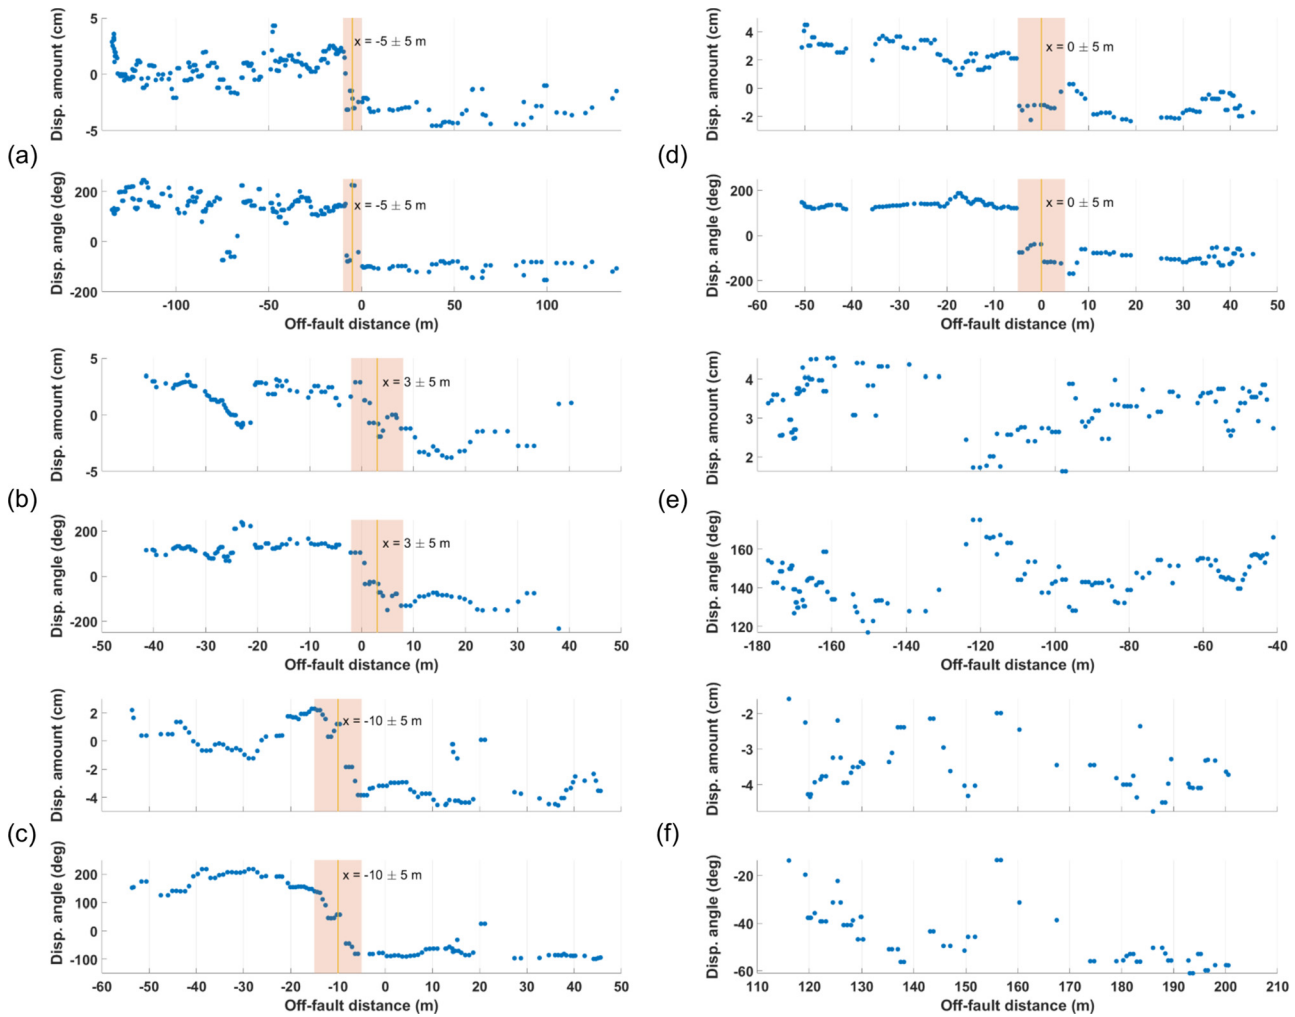 (a)
Disp. amount (cm)
5
0
5
x = -5 ± 5 m
Disp. angle (deg)
200
0
-200
x = -5 ± 5 m
-100 -50 0 50 100
Off-fault distance (m)
(b)
Disp. amount (cm)
5
0
-5
x = 3 ± 5 m
Disp. angle (deg)
200
0
-200
x = 3 ± 5 m
-50 -40 -30 -20 -10 0 10 20 30 40 50
Off-fault distance (m)
(c)
Disp. amount (cm)
2
0
-2
-4
x = -10 ± 5 m
Disp. angle (deg)
200
100
0
-100
x = -10 ± 5 m
-60 -50 -40 -30 -20 -10 0 10 20 30 40 50
Off-fault distance (m)
(d)
Disp. amount (cm)
4
2
0
-2
x = 0 ± 5 m
Disp. angle (deg)
200
0
-200
x = 0 ± 5 m
-60 -50 -40 -30 -20 -10 0 10 20 30 40 50
Off-fault distance (m)
(e)
Disp. amount (cm)
4
3
2
Disp. angle (deg)
160
140
120
-180 -160 -140 -120 -100 -80 -60 -40
Off-fault distance (m)
(f)
Disp. amount (cm)
-2
-3
-4
Disp. angle (deg)
-20
-40
-60
110 120 130 140 150 160 170 180 190 200 210
Off-fault distance (m)